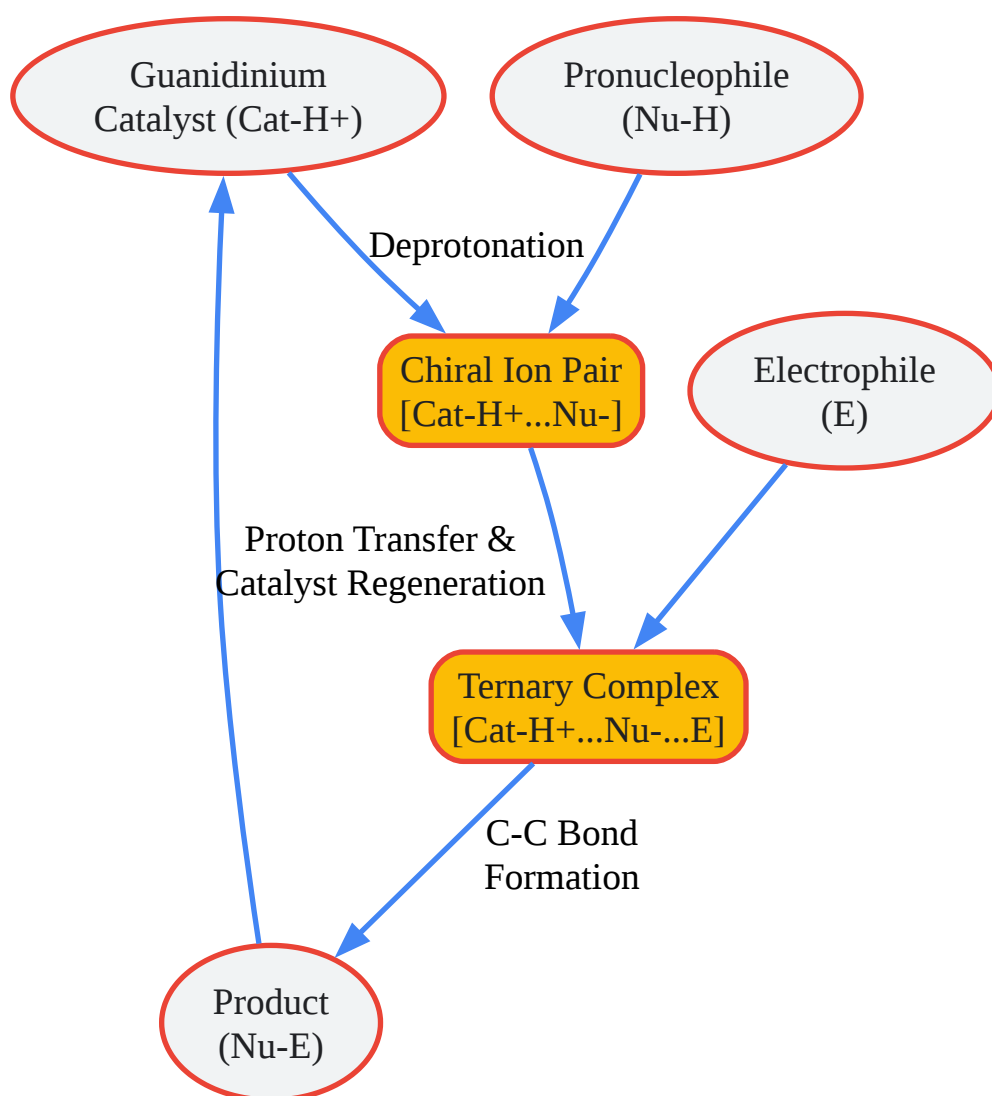 Guanidinium
Catalyst (Cat-H+)
Pronucleophile
(Nu-H)
Deprotonation
Chiral Ion Pair
[Cat-H+...Nu-]
Electrophile
(E)
Proton Transfer &
Catalyst Regeneration
Ternary Complex
[Cat-H+...Nu-...E]
C-C Bond
Formation
Product
(Nu-E)